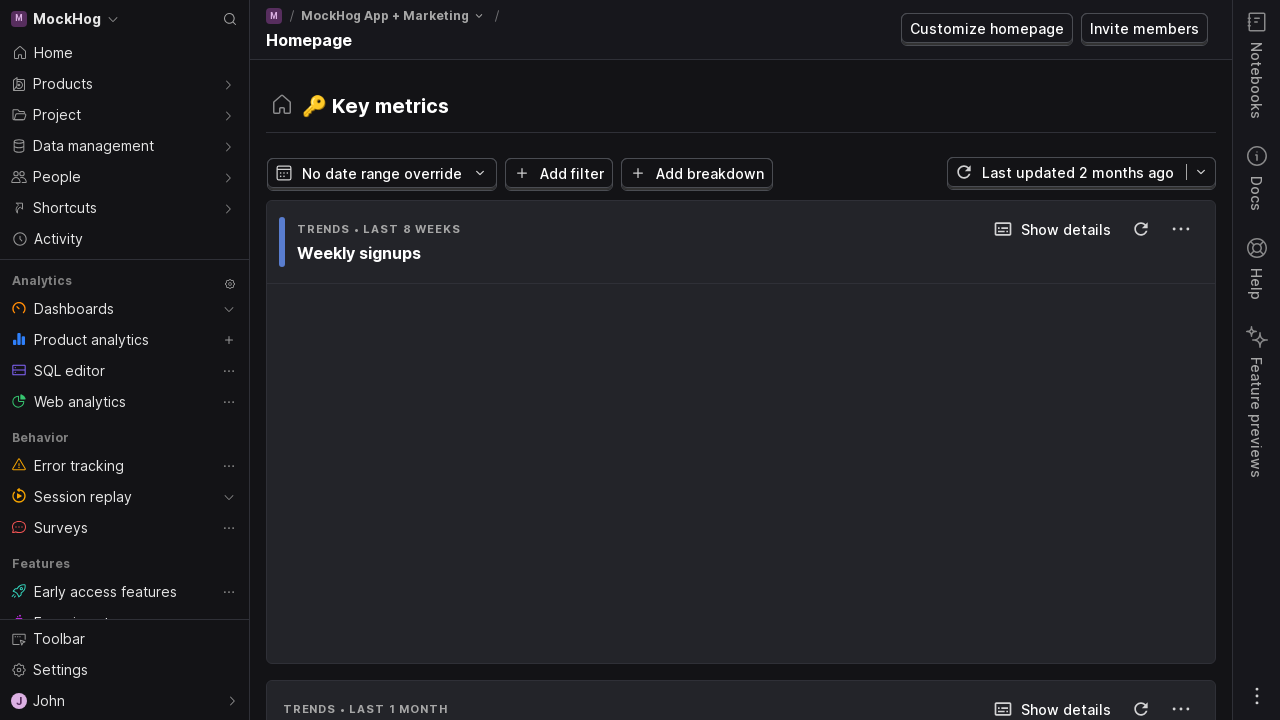 M MockHog
Home
Products
Project
Data management
People
Shortcuts
Activity
Analytics
Dashboards
Product analytics
SQL editor
Web analytics
Behavior
Error tracking
Session replay
Surveys
Features
Early access features
Toolbar
Settings
J John
M / MockHog App + Marketing /
Homepage
Customize homepage
Invite members
🔑 Key metrics
No date range override
Add filter
Add breakdown
Last updated 2 months ago
TRENDS • LAST 8 WEEKS
Show details
Weekly signups
TRENDS • LAST 1 MONTH
Show details
Notebooks
Docs
Help
Feature previews